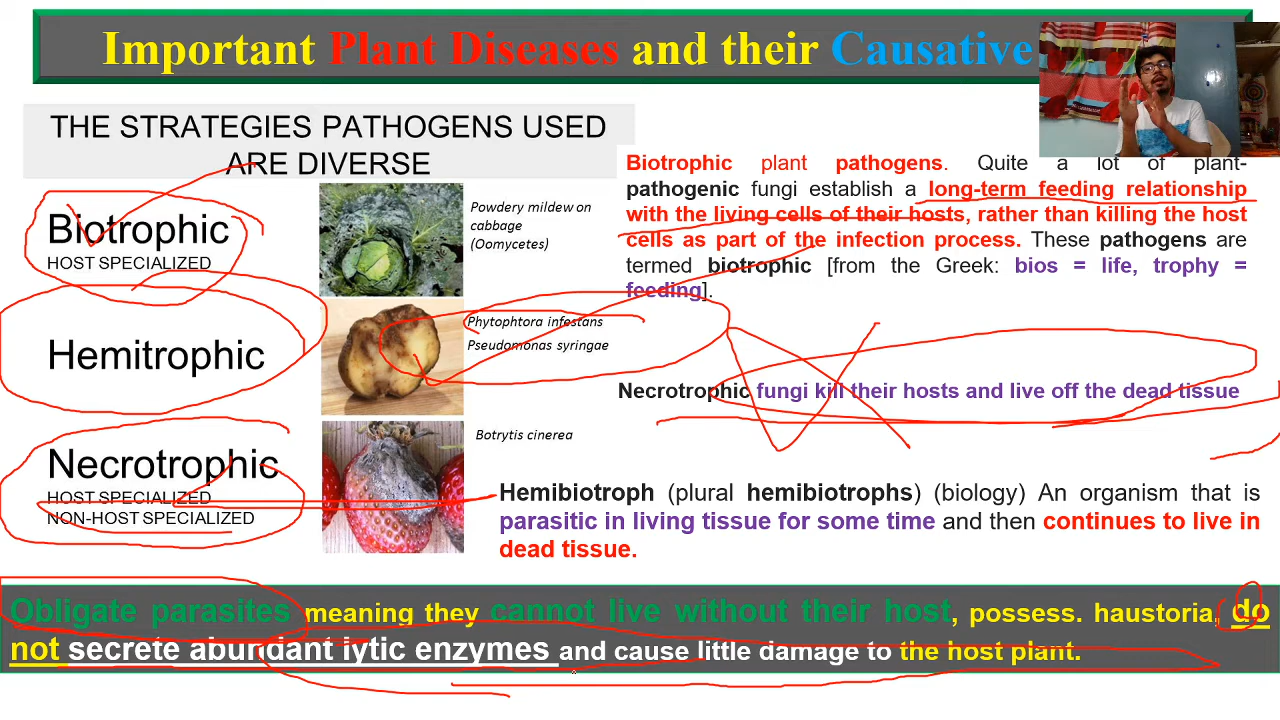 Important Plant Diseases and their Causative
THE STRATEGIES PATHOGENS USED
ARE DIVERSE
Biotrophic
HOST SPECIALIZED
Powdery mildew on
cabbage
(Oomycetes)
Hemitrophic
Phytophtora infestans
Pseudomonas syringae
Necrotrophic
HOST SPECIALIZED
NON-HOST SPECIALIZED
Botrytis cinerea
Biotrophic plant pathogens. Quite a lot of plant-
pathogenic fungi establish a long-term feeding relationship
with the living cells of their hosts, rather than killing the host
cells as part of the infection process. These pathogens are
termed biotrophic [from the Greek: bios = life, trophy =
feeding].
Necrotrophic fungi kill their hosts and live off the dead tissue
Hemibiotroph (plural hemibiotrophs) (biology) An organism that is
parasitic in living tissue for some time and then continues to live in
dead tissue.
Obligate parasites meaning they cannot live without their host, possess. haustoria, do
not secrete abundant lytic enzymes and cause little damage to the host plant.